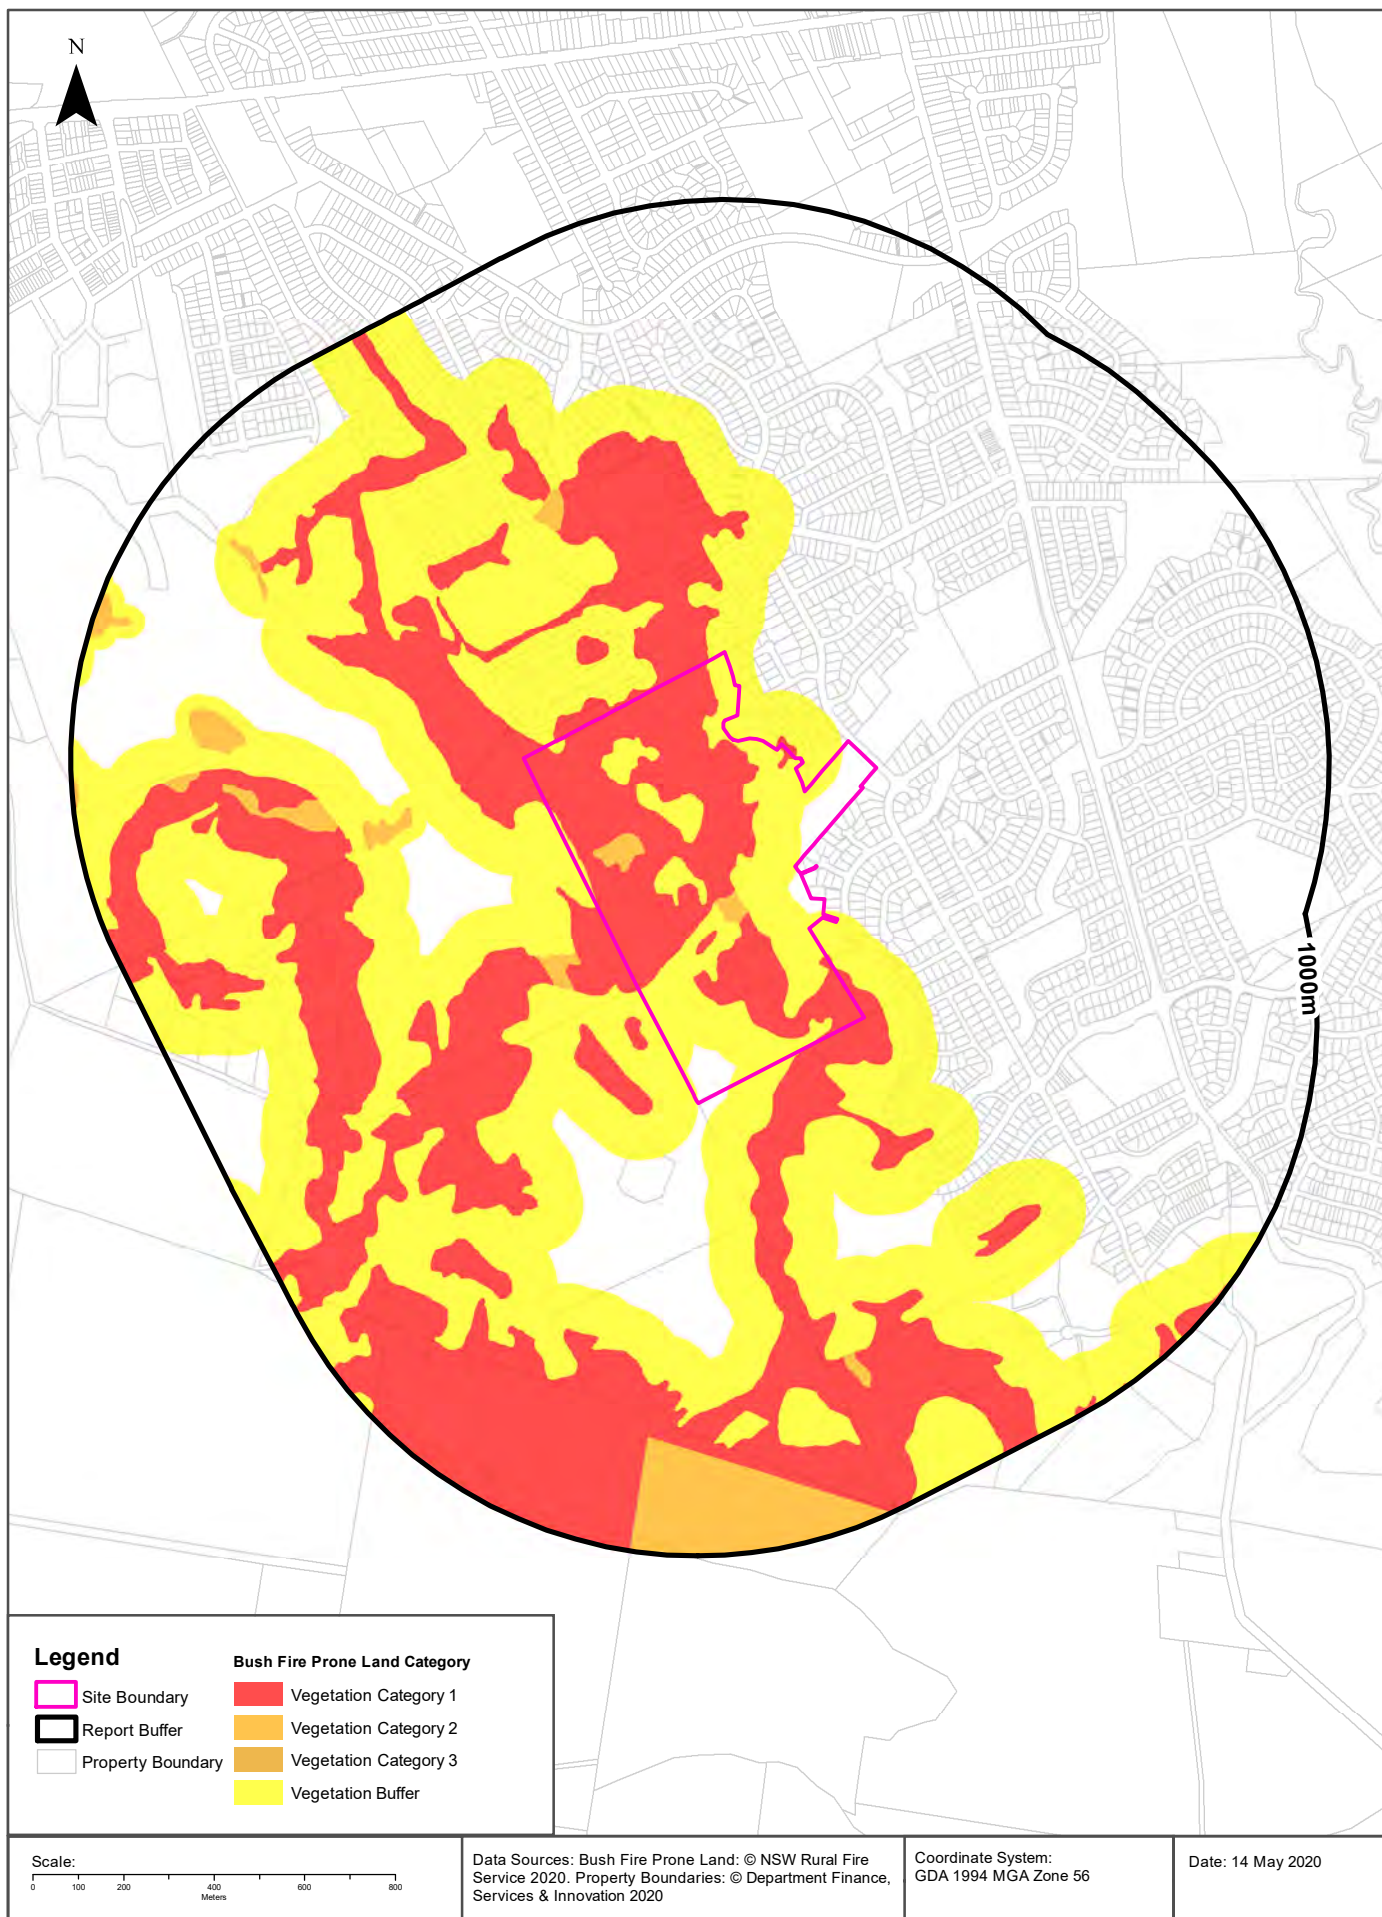 N
1000m
Legend
Site Boundary
Report Buffer
Property Boundary
Bush Fire Prone Land Category
Vegetation Category 1
Vegetation Category 2
Vegetation Category 3
Vegetation Buffer
Scale:
0 100 200 400 600 800
Meters
Data Sources: Bush Fire Prone Land: © NSW Rural Fire
Service 2020. Property Boundaries: © Department Finance,
Services & Innovation 2020
Coordinate System:
GDA 1994 MGA Zone 56
Date: 14 May 2020